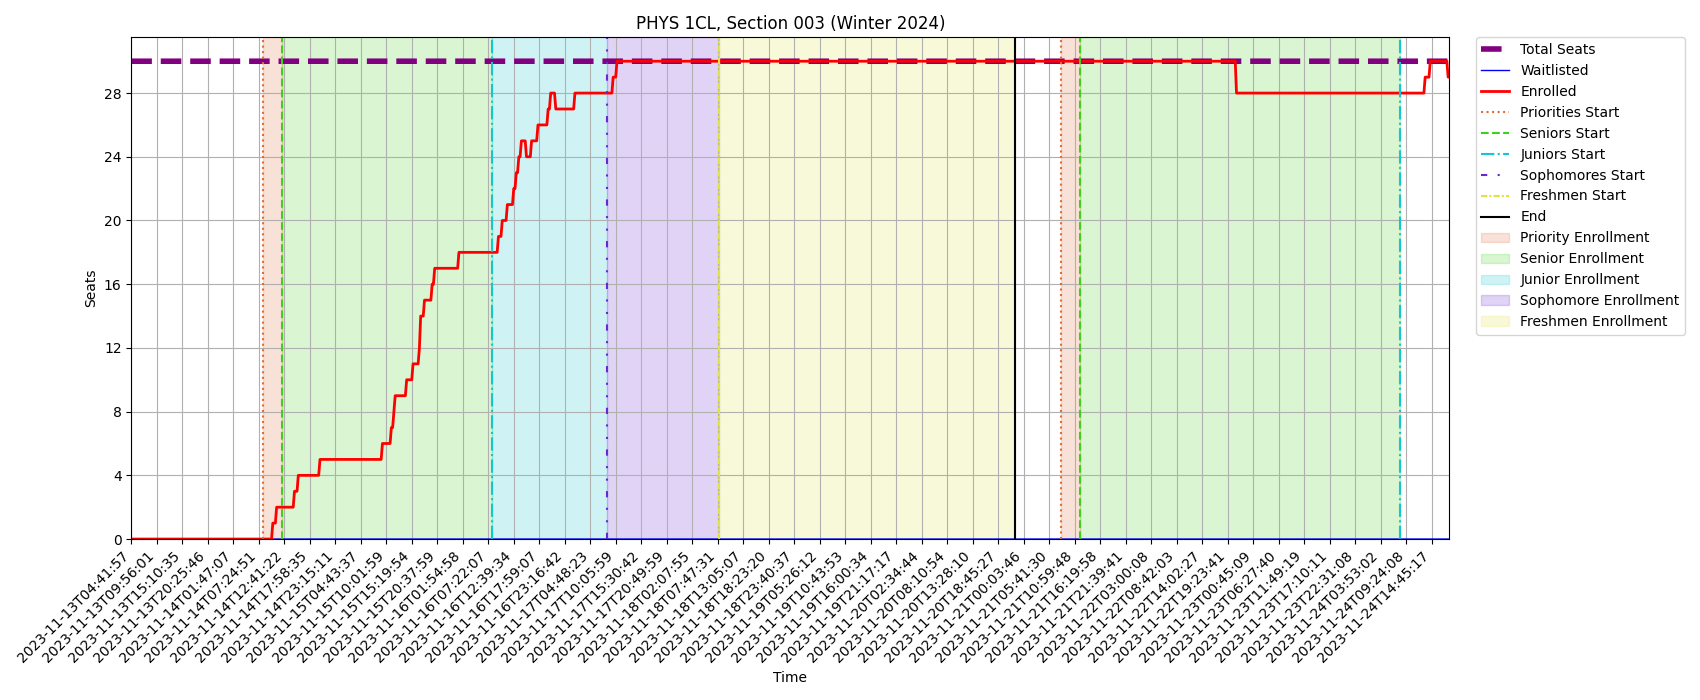 PHYS 1CL, Section 003 (Winter 2024)
Seats
28
24
20
16
12
8
4
0
2023-11-13T04:41:57
2023-11-13T09:56:01
2023-11-13T15:10:35
2023-11-13T20:25:46
2023-11-14T01:47:07
2023-11-14T07:24:51
2023-11-14T12:41:22
2023-11-14T17:58:35
2023-11-14T23:15:11
2023-11-15T04:43:37
2023-11-15T10:01:59
2023-11-15T15:19:54
2023-11-15T20:37:59
2023-11-16T01:54:58
2023-11-16T07:22:07
2023-11-16T12:39:34
2023-11-16T17:59:07
2023-11-16T23:16:42
2023-11-17T04:48:23
2023-11-17T10:05:59
2023-11-17T15:30:42
2023-11-17T20:49:59
2023-11-18T02:07:55
2023-11-18T07:47:31
2023-11-18T13:05:07
2023-11-18T18:23:20
2023-11-18T23:40:37
2023-11-19T05:26:12
2023-11-19T10:43:53
2023-11-19T16:00:34
2023-11-19T21:17:17
2023-11-20T02:34:44
2023-11-20T08:10:54
2023-11-20T13:28:10
2023-11-20T18:45:27
2023-11-21T00:03:46
2023-11-21T05:41:30
2023-11-21T10:59:48
2023-11-21T16:19:58
2023-11-21T21:39:41
2023-11-22T03:00:08
2023-11-22T08:42:03
2023-11-22T14:02:27
2023-11-22T19:23:41
2023-11-23T00:45:09
2023-11-23T06:27:40
2023-11-23T11:49:19
2023-11-23T17:10:11
2023-11-23T22:31:08
2023-11-24T03:53:02
2023-11-24T09:24:08
2023-11-24T14:45:17
Time
Total Seats
Waitlisted
Enrolled
Priorities Start
Seniors Start
Juniors Start
Sophomores Start
Freshmen Start
End
Priority Enrollment
Senior Enrollment
Junior Enrollment
Sophomore Enrollment
Freshmen Enrollment